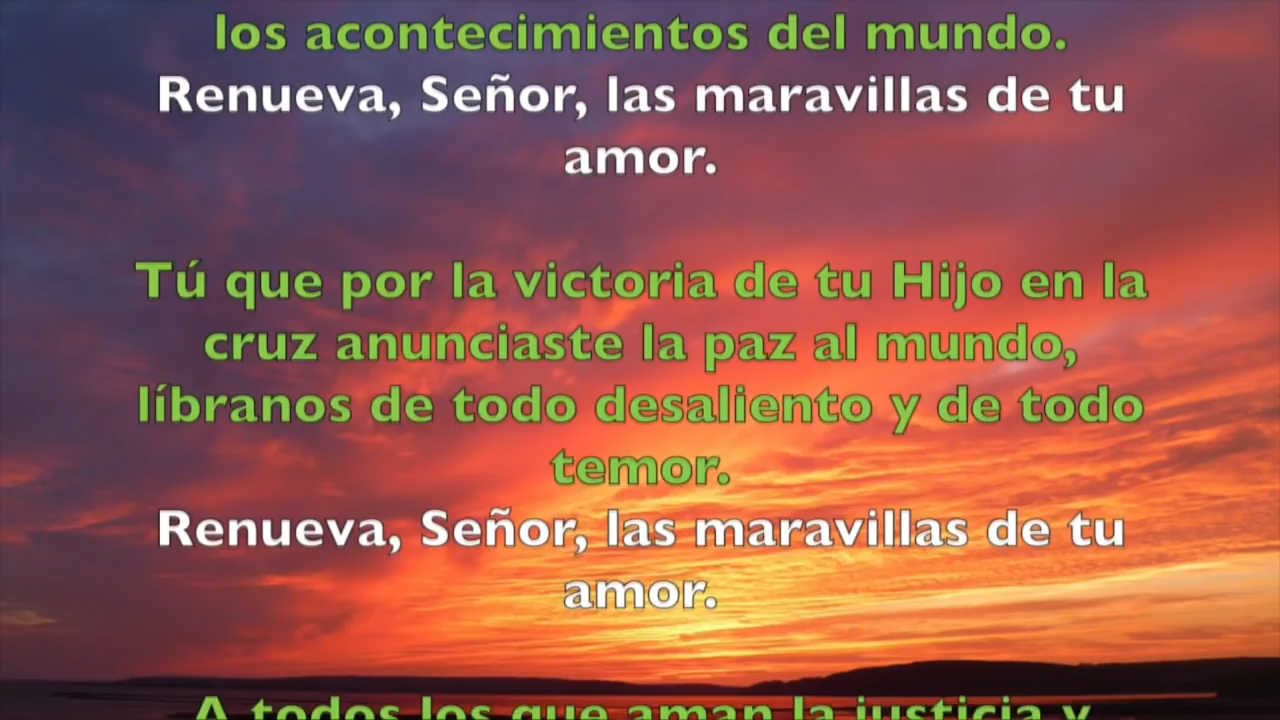 los acontecimientos del mundo.
Renueva, Señor, las maravillas de tu
amor.
Tú que por la victoria de tu Hijo en la
cruz anunciaste la paz al mundo,
líbranos de todo desaliento y de todo
temor.
Renueva, Señor, las maravillas de tu
amor.
A todos los que aman la justicia y